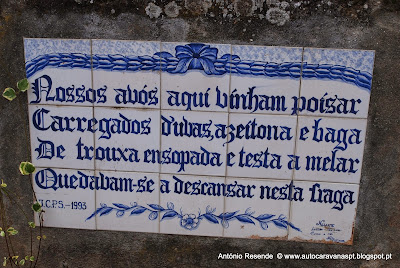 Nossos avós aqui vinham poisar
Carregados d'uvas, azeitona e baga
De trouxa ensopada e testa a melar
Quedavam-se a descansar nesta fraga
J.C.P.S.-1993
António Resende © www.autocaravanaspt.blogspot.pt